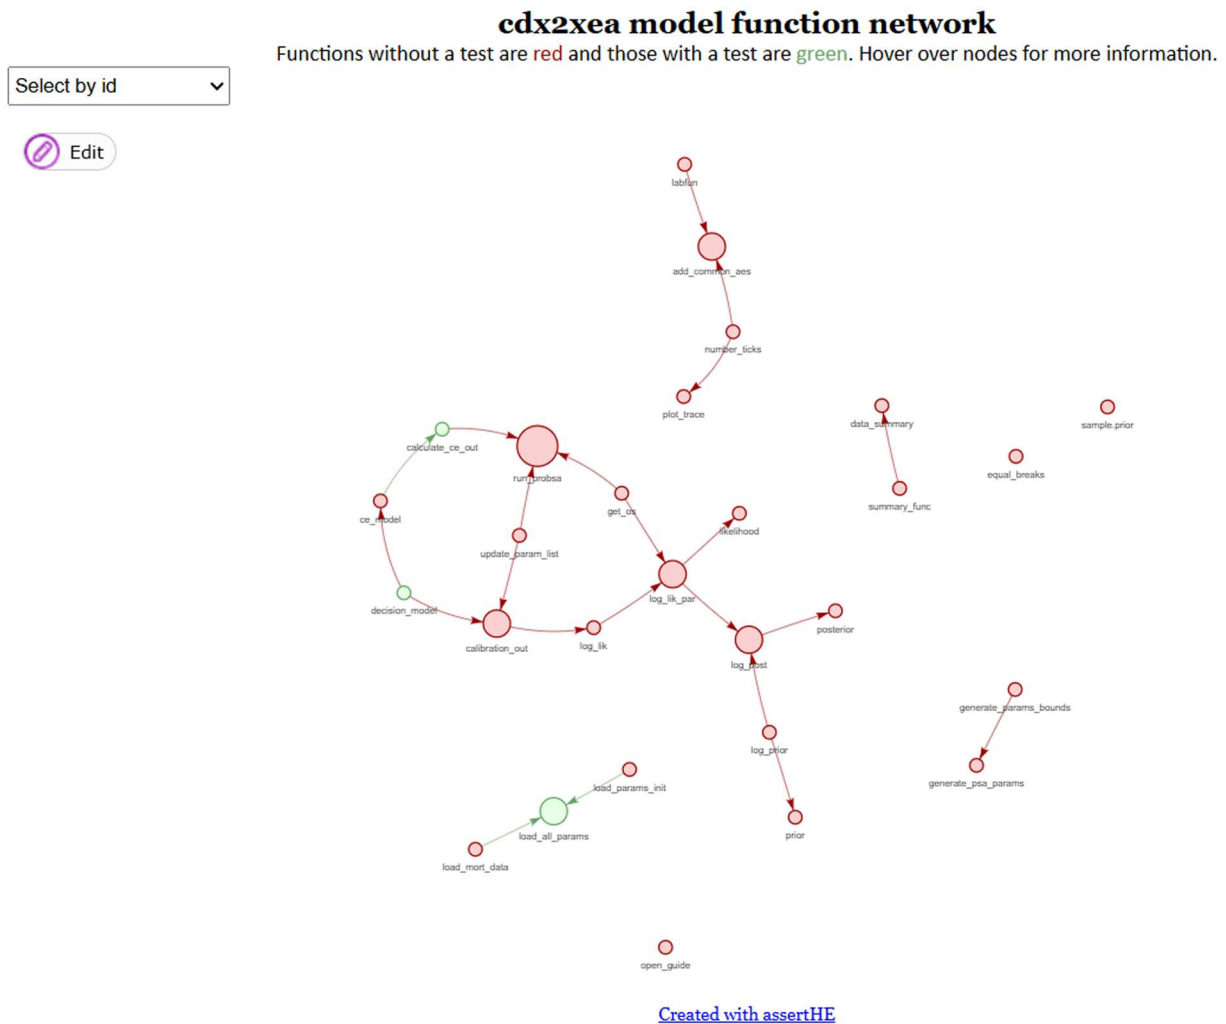 cdx2xea model function network
Functions without a test are red and those with a test are green. Hover over nodes for more information.
Select by id
Edit
labfun
add_common_aes
number_ticks
plot_trace
data_summary
sample.prior
calculate_ce_out
equal_breaks
run_probsa
summary_func
get_os
ce_model
likelihood
update_param_list
log_lik_par
decision_model
posterior
calibration_out
log_lik
log_post
generate_params_bounds
log_prior
generate_psa_params
load_params_init
load_all_params
prior
load_mort_data
open_guide
Created with assertHE